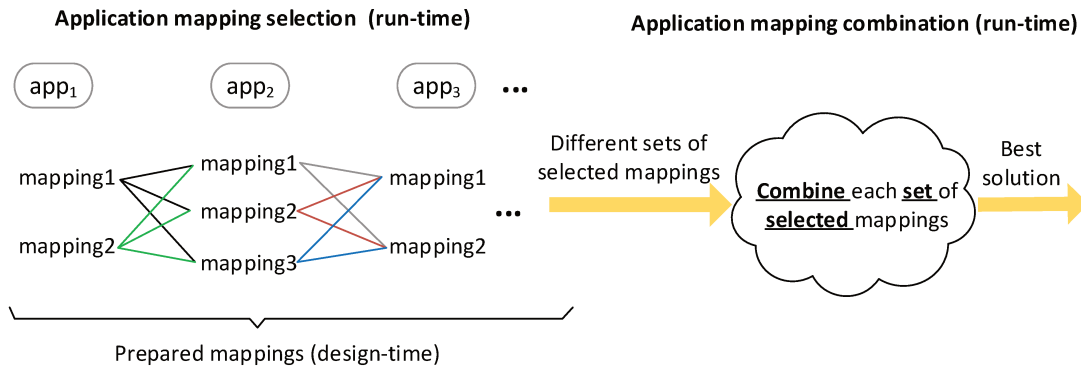 Application mapping selection (run-time)
Application mapping combination (run-time)
app₁
app₂
app₃
...
mapping1
mapping2
mapping1
mapping2
mapping3
mapping1
mapping2
...
Prepared mappings (design-time)
Different sets of
selected mappings
Combine each set of
selected mappings
Best
solution